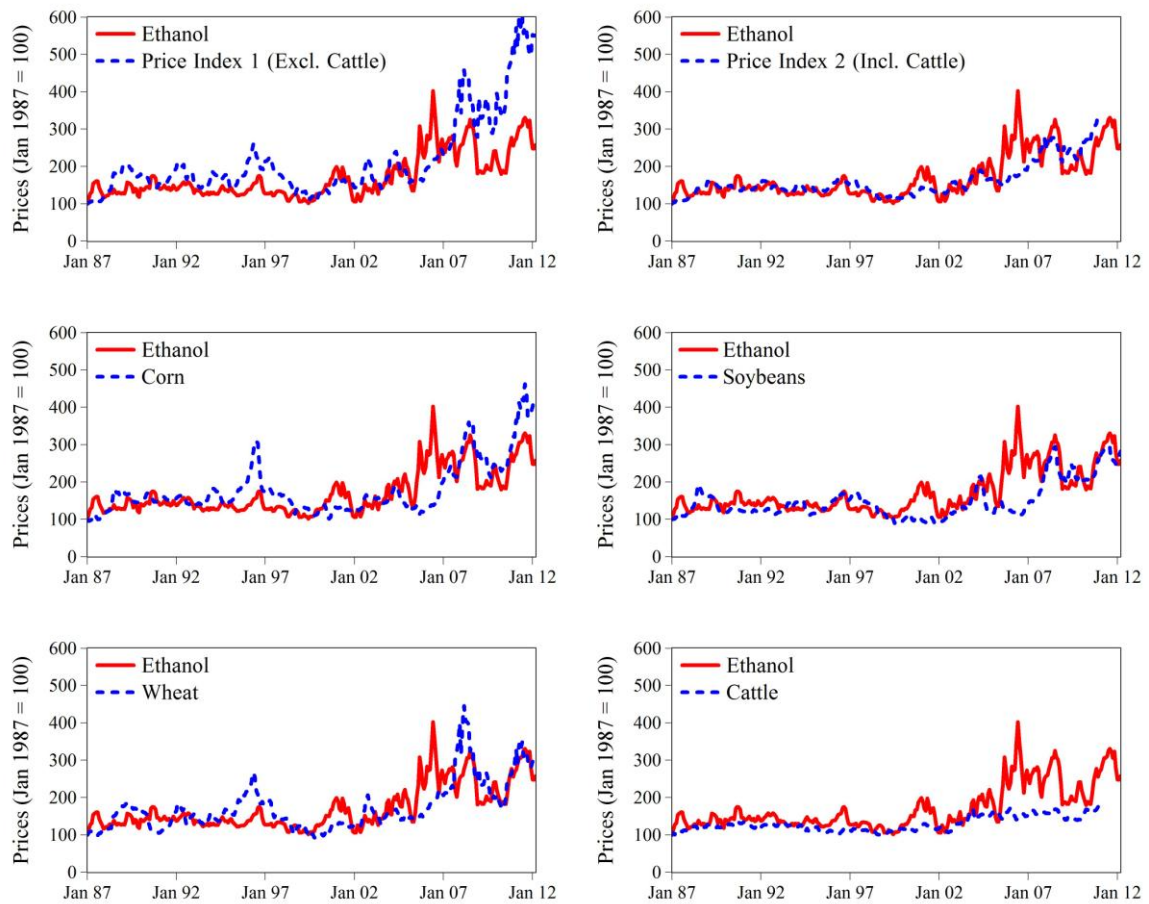 Prices (Jan 1987 = 100)
600
500
400
300
200
100
0
Ethanol
Price Index 1 (Excl. Cattle)
Jan 87 Jan 92 Jan 97 Jan 02 Jan 07 Jan 12
Prices (Jan 1987 = 100)
600
500
400
300
200
100
0
Ethanol
Price Index 2 (Incl. Cattle)
Jan 87 Jan 92 Jan 97 Jan 02 Jan 07 Jan 12
Prices (Jan 1987 = 100)
600
500
400
300
200
100
0
Ethanol
Corn
Jan 87 Jan 92 Jan 97 Jan 02 Jan 07 Jan 12
Prices (Jan 1987 = 100)
600
500
400
300
200
100
0
Ethanol
Soybeans
Jan 87 Jan 92 Jan 97 Jan 02 Jan 07 Jan 12
Prices (Jan 1987 = 100)
600
500
400
300
200
100
0
Ethanol
Wheat
Jan 87 Jan 92 Jan 97 Jan 02 Jan 07 Jan 12
Prices (Jan 1987 = 100)
600
500
400
300
200
100
0
Ethanol
Cattle
Jan 87 Jan 92 Jan 97 Jan 02 Jan 07 Jan 12